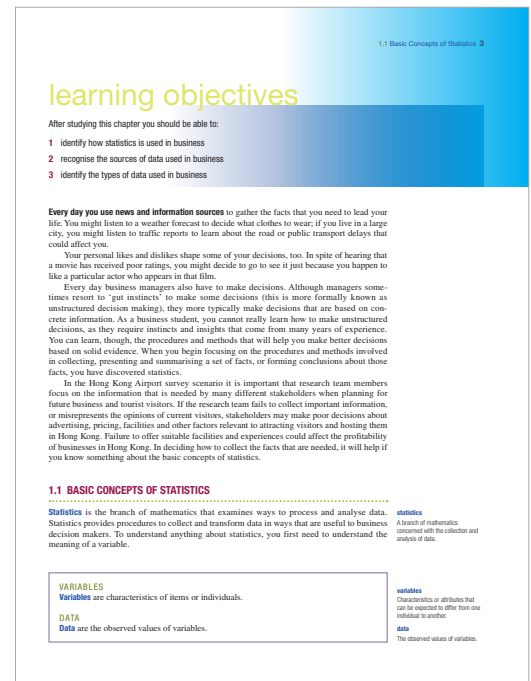 1.1 Basic Concepts of Statistics 3
learning objectives
After studying this chapter you should be able to:
1 identify how statistics is used in business
2 recognise the sources of data used in business
3 identify the types of data used in business
Every day you use news and information sources to gather the facts that you need to lead your
life. You might listen to a weather forecast to decide what clothes to wear; if you live in a large
city, you might listen to traffic reports to learn about the road or public transport delays that
could affect you.
Your personal likes and dislikes shape some of your decisions, too. In spite of hearing that
a movie has received poor ratings, you might decide to go to see it just because you happen to
like a particular actor who appears in that film.
Every day business managers also have to make decisions. Although managers some-
times resort to ‘gut instincts’ to make some decisions (this is more formally known as
unstructured decision making), they more typically make decisions that are based on con-
crete information. As a business student, you cannot really learn how to make unstructured
decisions, as they require instincts and insights that come from many years of experience.
You can learn, though, the procedures and methods that will help you make better decisions
based on solid evidence. When you begin focusing on the procedures and methods involved
in collecting, presenting and summarising a set of facts, or forming conclusions about those
facts, you have discovered statistics.
In the Hong Kong Airport survey scenario it is important that research team members
focus on the information that is needed by many different stakeholders when planning for
future business and tourist visitors. If the research team fails to collect important information,
or misrepresents the opinions of current visitors, stakeholders may make poor decisions about
advertising, pricing, facilities and other factors relevant to attracting visitors and hosting them
in Hong Kong. Failure to offer suitable facilities and experiences could affect the profitability
of businesses in Hong Kong. In deciding how to collect the facts that are needed, it will help if
you know something about the basic concepts of statistics.
1.1 BASIC CONCEPTS OF STATISTICS
Statistics is the branch of mathematics that examines ways to process and analyse data.
Statistics provides procedures to collect and transform data in ways that are useful to business
decision makers. To understand anything about statistics, you first need to understand the
meaning of a variable.
statistics
A branch of mathematics
concerned with the collection and
analysis of data.
VARIABLES
Variables are characteristics of items or individuals.
DATA
Data are the observed values of variables.
variables
Characteristics or attributes that
can be expected to differ from one
individual to another.
data
The observed values of variables.